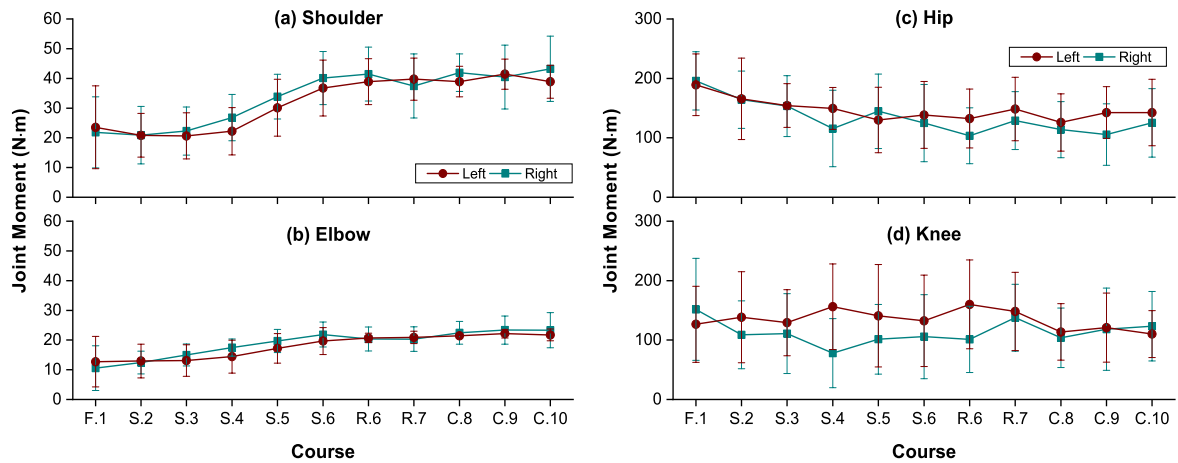 (a) Shoulder
60
50
40
30
20
10
0
Left Right
(b) Elbow
60
50
40
30
20
10
0
F.1 S.2 S.3 S.4 S.5 S.6 R.6 R.7 C.8 C.9 C.10
Course
Joint Moment (N·m)
(c) Hip
300
200
100
0
Left Right
(d) Knee
300
200
100
0
F.1 S.2 S.3 S.4 S.5 S.6 R.6 R.7 C.8 C.9 C.10
Course
Joint Moment (N·m)